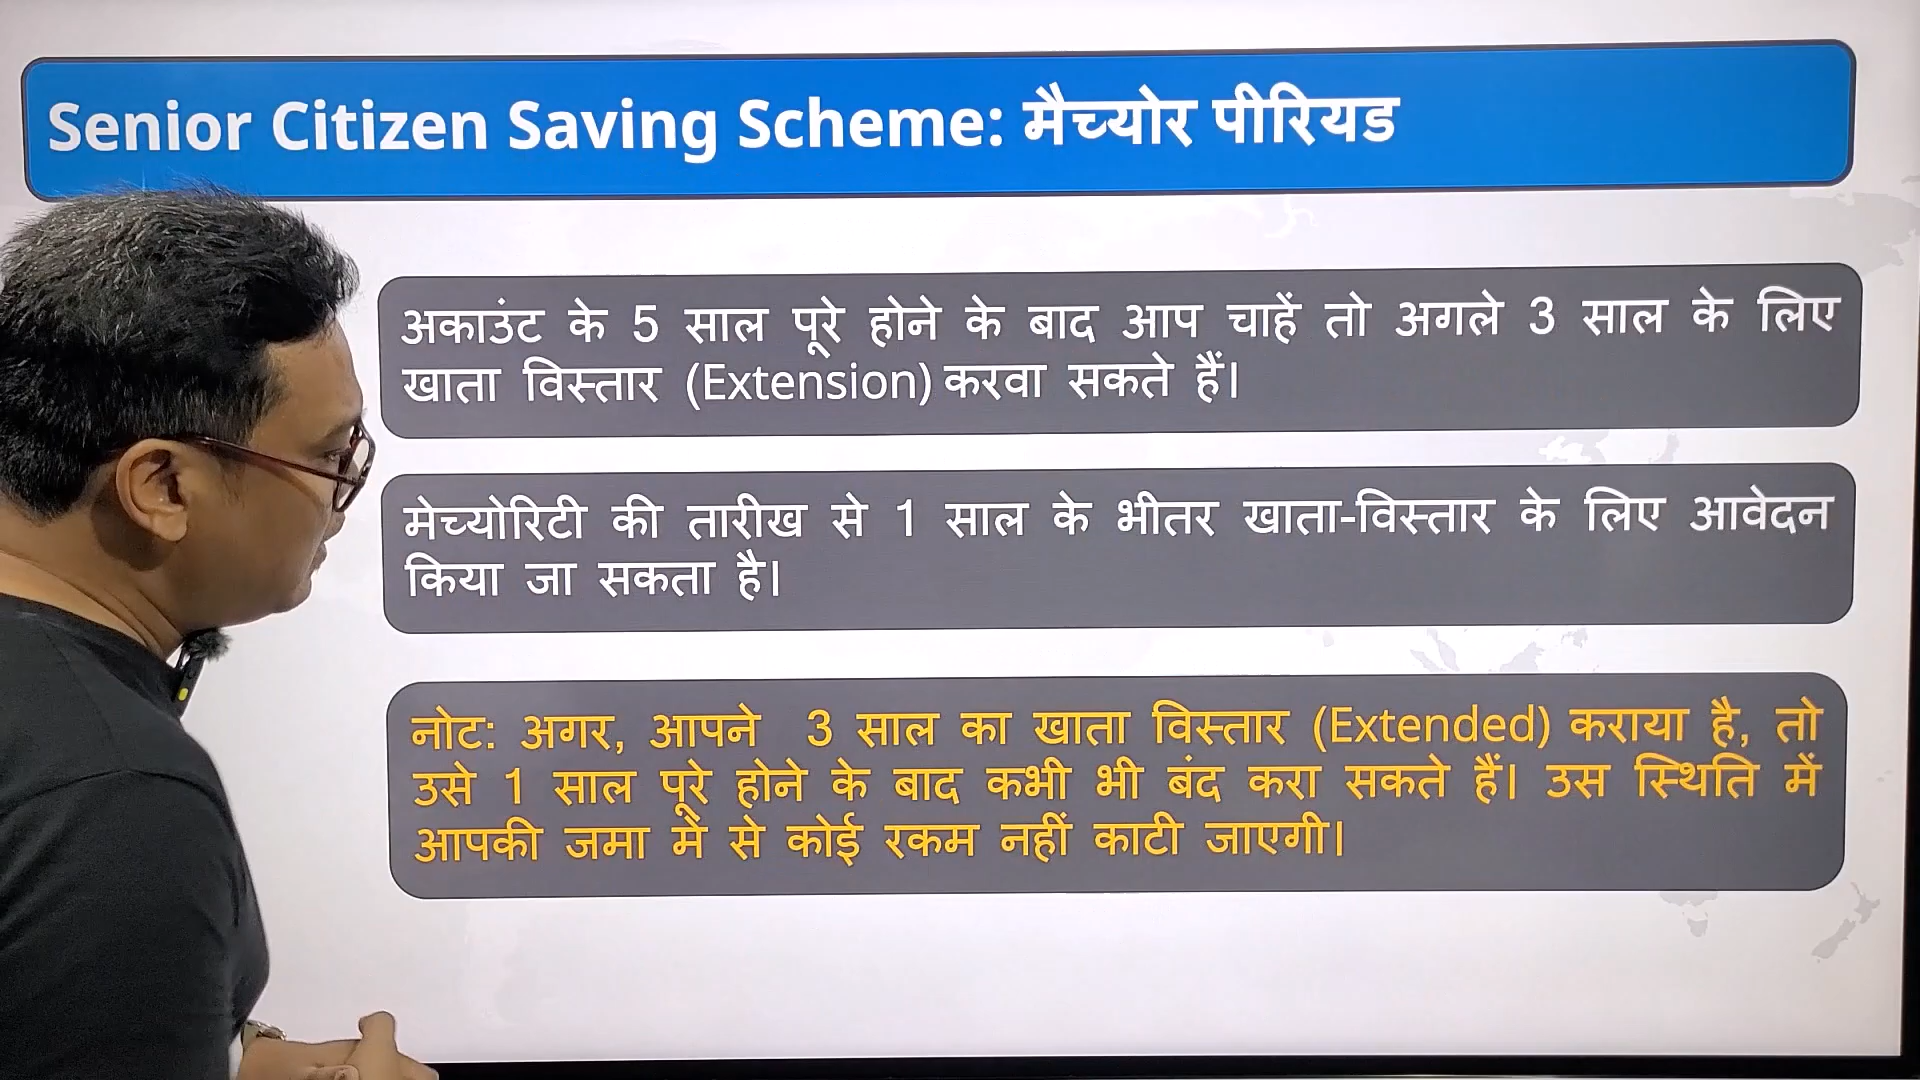 Senior Citizen Saving Scheme: मैच्योर पीरियड
अकाउंट के 5 साल पूरे होने के बाद आप चाहें तो अगले 3 साल के लिए
खाता विस्तार (Extension) करवा सकते हैं।
मेच्योरिटी की तारीख से 1 साल के भीतर खाता-विस्तार के लिए आवेदन
किया जा सकता है।
नोट: अगर, आपने 3 साल का खाता विस्तार (Extended) कराया है, तो
उसे 1 साल पूरे होने के बाद कभी भी बंद करा सकते हैं। उस स्थिति में
आपकी जमा में से कोई रकम नहीं काटी जाएगी।